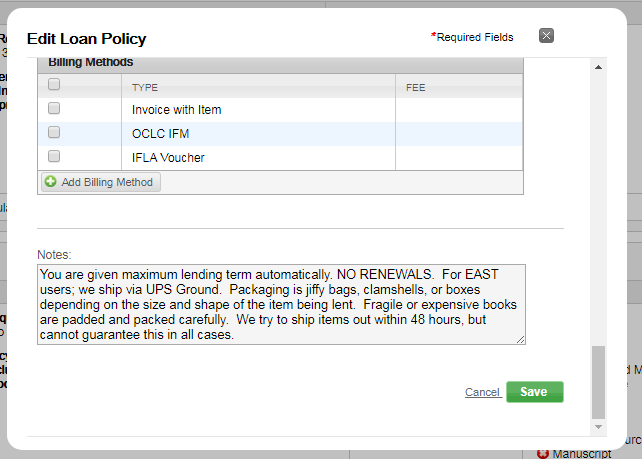 Edit Loan Policy
*Required Fields
Billing Methods
TYPE FEE
Invoice with Item
OCLC IFM
IFLA Voucher
Add Billing Method
Notes:
You are given maximum lending term automatically. NO RENEWALS.  For EAST
users; we ship via UPS Ground.  Packaging is jiffy bags, clamshells, or boxes
depending on the size and shape of the item being lent.  Fragile or expensive books
are padded and packed carefully.  We try to ship items out within 48 hours, but
cannot guarantee this in all cases.
Cancel
Save
Manuscript